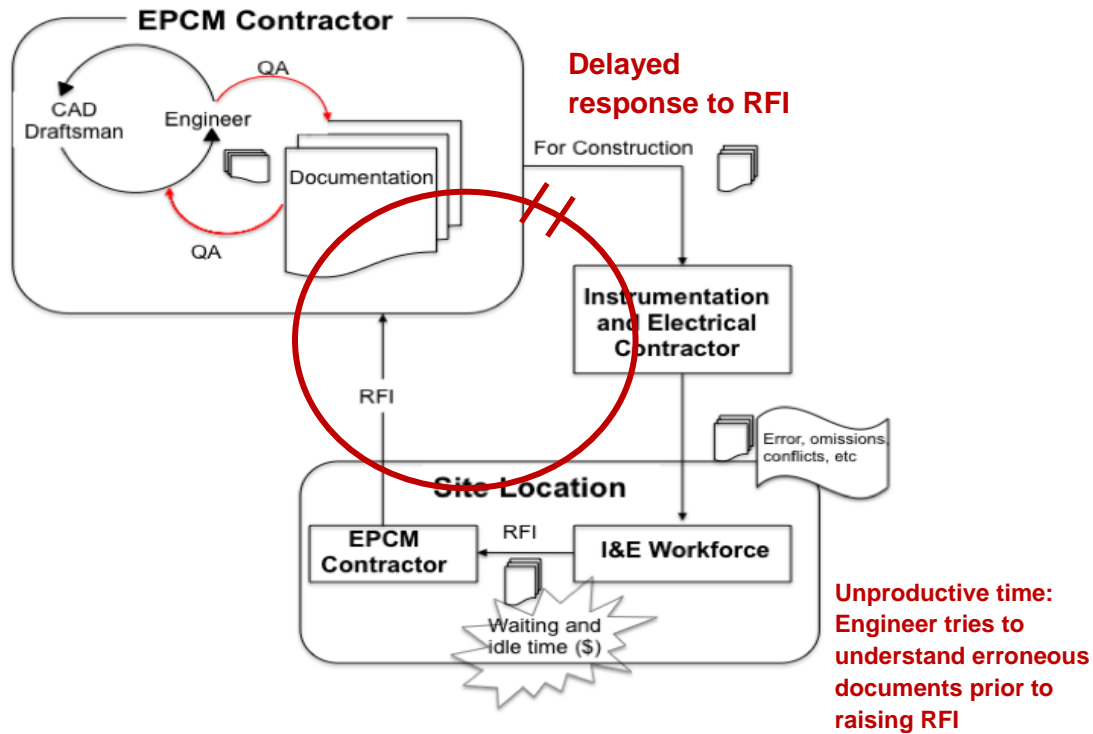 EPCM Contractor
QA
CAD
Draftsman
Engineer
Documentation
QA
Delayed
response to RFI
For Construction
Instrumentation
and Electrical
Contractor
RFI
Error, omissions,
conflicts, etc
Site Location
EPCM
Contractor
RFI
I&E Workforce
Waiting and
idle time ($)
Unproductive time:
Engineer tries to
understand erroneous
documents prior to
raising RFI